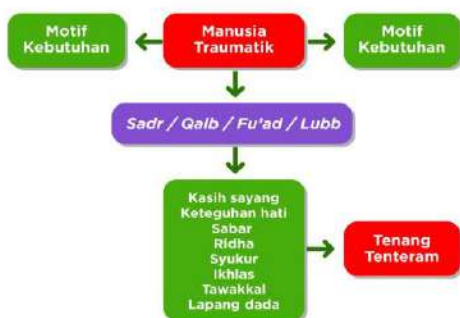 Motif
Kebutuhan
Manusia
Traumatik
Motif
Kebutuhan
Sadr / Qalb / Fu'ad / Lubb
Kasih sayang
Keteguhan hati
Sabar
Ridha
Syukur
Ikhlas
Tawakkal
Lapang dada
Tenang
Tenteram